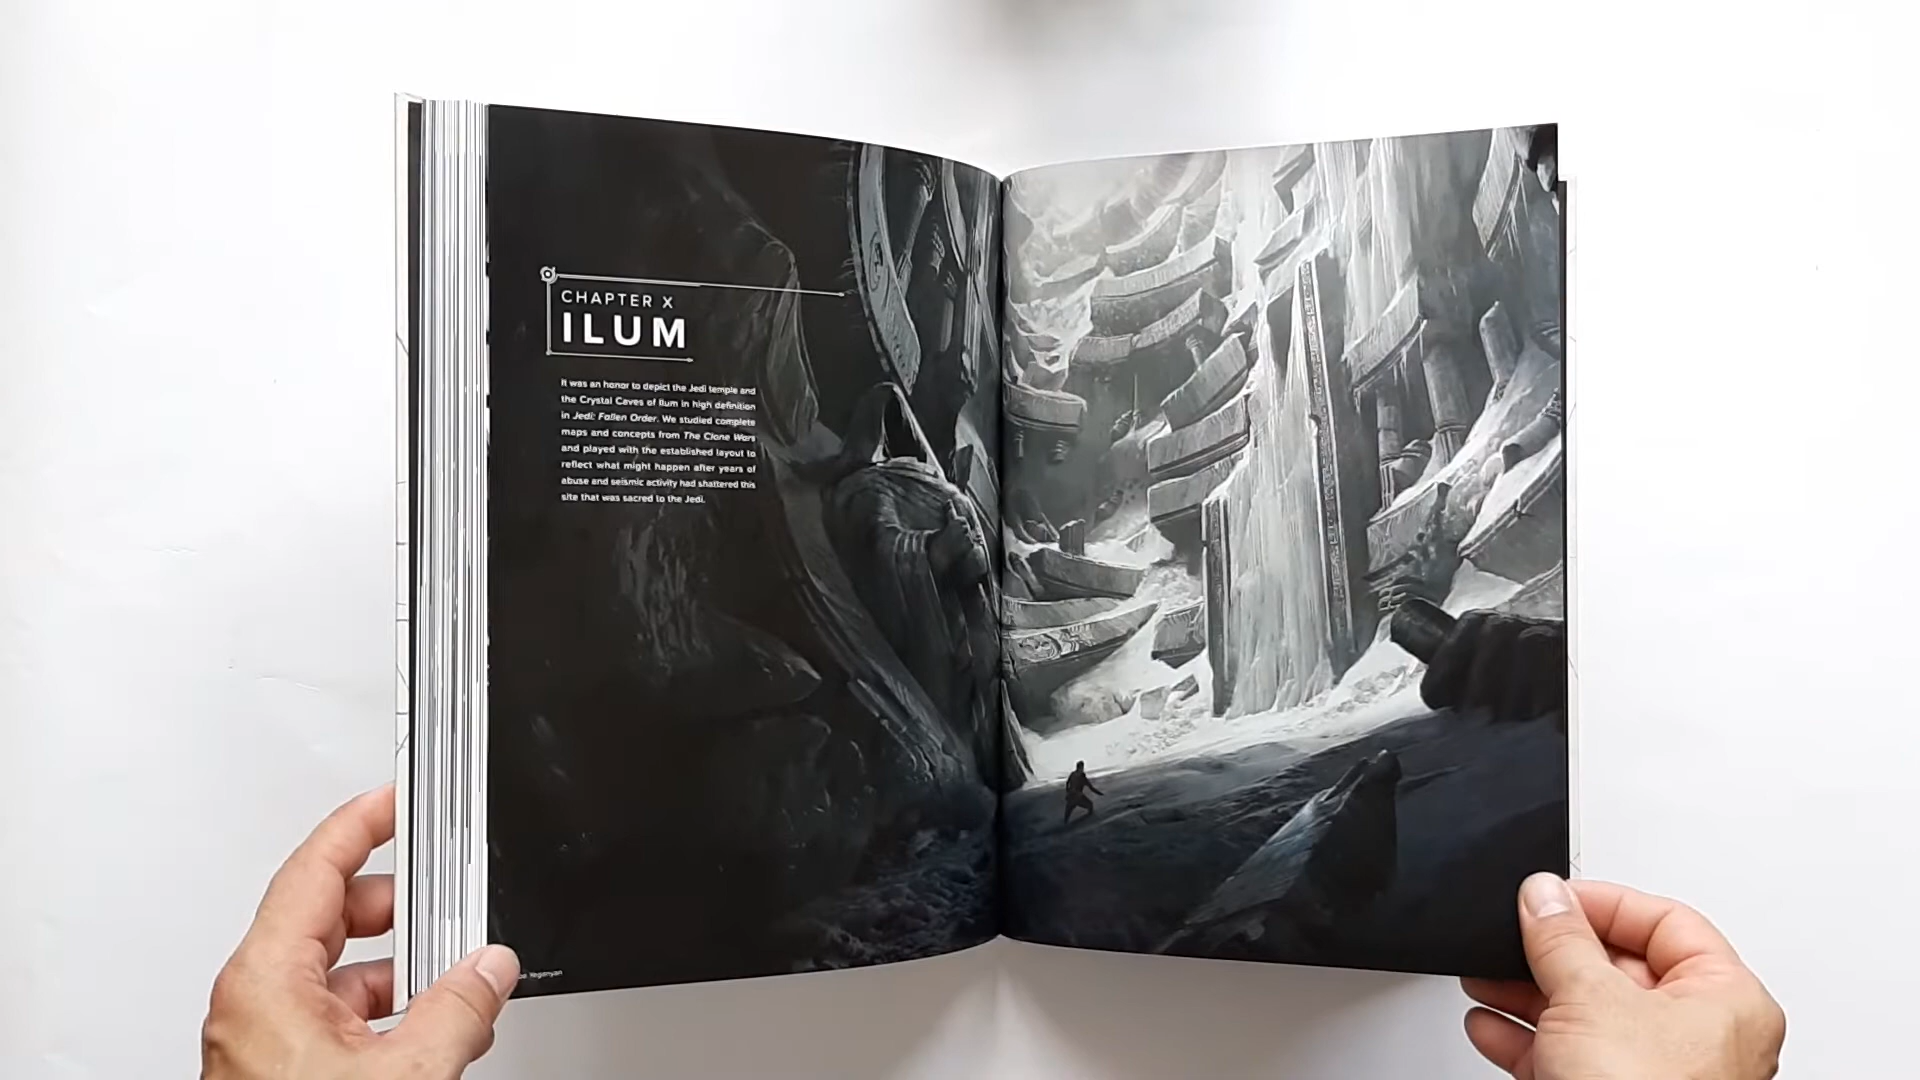 CHAPTER X
ILUM
It was an honor to depict the Jedi temple and
the Crystal Caves of Ilum in high definition
in Jedi: Fallen Order. We studied complete
maps and concepts from The Clone Wars
and played with the established layout to
reflect what might happen after years of
abuse and seismic activity had shattered this
site that was sacred to the Jedi.